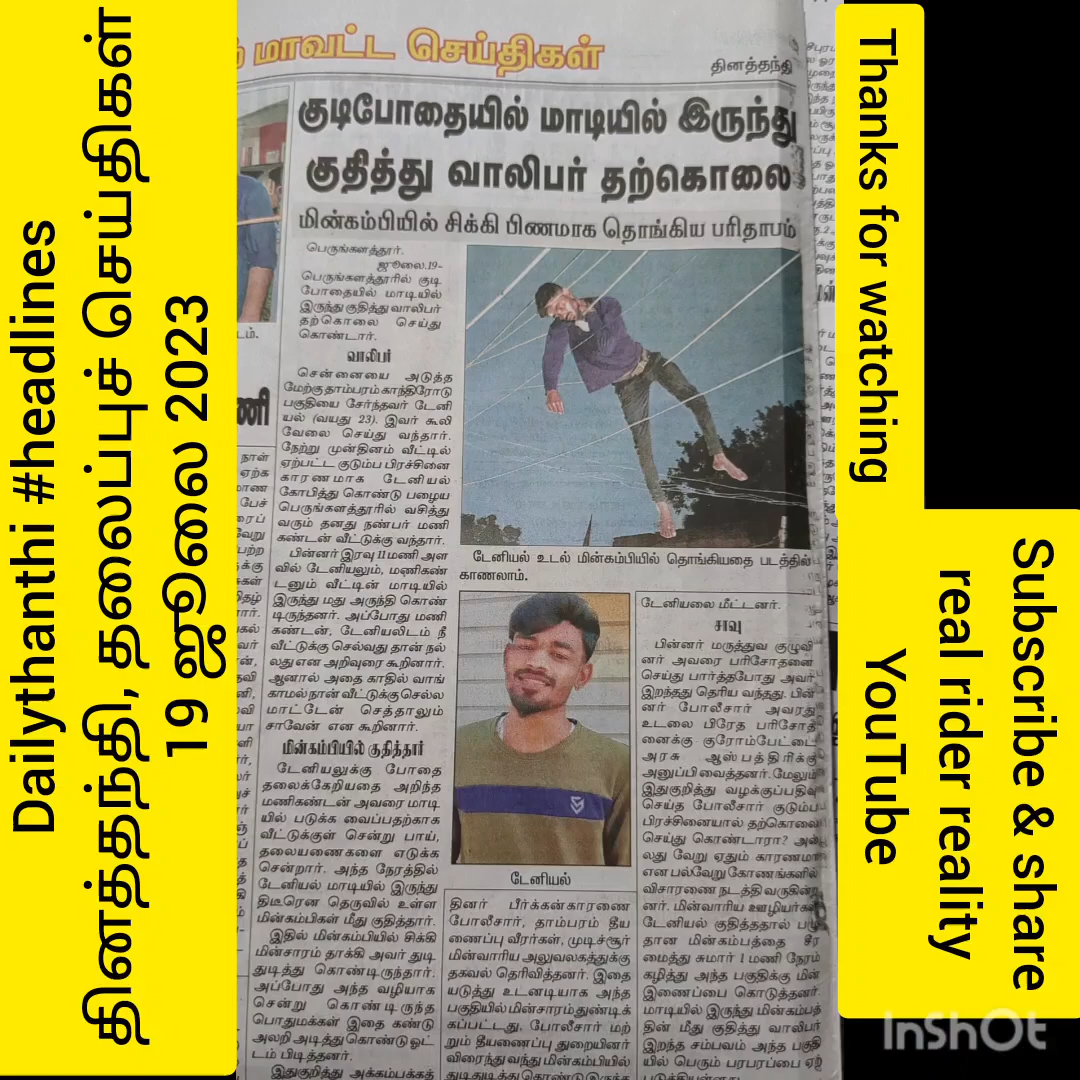 Dailythanthi #headlines
தினத்தந்தி, தலைப்புச் செய்திகள்
19 ஜூலை 2023
மாவட்ட செய்திகள்
தினத்தந்தி
குடிபோதையில் மாடியில் இருந்து
குதித்து வாலிபர் தற்கொலை
மின்கம்பியில் சிக்கி பிணமாக தொங்கிய பரிதாபம்
பெருங்களத்தூர்.
ஜூலை.19-
பெருங்களத்தூரில் குடி
போதையில் மாடியில்
இருந்து குதித்து வாலிபர்
தற்கொலை செய்து
கொண்டார்.
வாலிபர்
சென்னையை அடுத்த
மேற்கு தாம்பரம் காந்திரோடு
பகுதியை சேர்ந்தவர் டேனி
யல் (வயது 23). இவர் கூலி
வேலை செய்து வந்தார்.
நேற்று முன்தினம் வீட்டில்
ஏற்பட்ட குடும்ப பிரச்சினை
காரணமாக டேனியல்
கோபித்து கொண்டு பழைய
பெருங்களத்தூரில் வசித்து
வரும் தனது நண்பர் மணி
கண்டன் வீட்டுக்கு வந்தார்.
பின்னர் இரவு 11 மணி அள
வில் டேனியலும், மணிகண்
டனும் வீட்டின் மாடியில்
இருந்து மது அருந்தி கொண்
டிருந்தனர். அப்போது மணி
கண்டன், டேனியலிடம் நீ
வீட்டுக்கு செல்வது தான் நல்
லது என அறிவுரை கூறினார்.
ஆனால் அதை காதில் வாங்
காமல் நான் வீட்டுக்கு செல்ல
மாட்டேன் செத்தாலும்
சாவேன் என கூறினார்.
மின்கம்பியில் குதித்தார்
டேனியலுக்கு போதை
தலைக்கேறியதை அறிந்த
மணிகண்டன் அவரை மாடி
யில் படுக்க வைப்பதற்காக
வீட்டுக்குள் சென்று பாய்,
தலையணைகளை எடுக்க
சென்றார். அந்த நேரத்தில்
டேனியல் மாடியில் இருந்து
திடீரென தெருவில் உள்ள
மின்கம்பிகள் மீது குதித்தார்.
இதில் மின்கம்பியில் சிக்கி
மின்சாரம் தாக்கி அவர் துடி
துடித்து கொண்டிருந்தார்.
அப்போது அந்த வழியாக
சென்று கொண்டிருந்த
பொதுமக்கள் இதை கண்டு
அலறி அடித்து கொண்டு ஓட்
டம் பிடித்தனர்.
இதுகுறித்து அக்கம்பக்கத்
டேனியல் உடல் மின்கம்பியில் தொங்கியதை படத்தில்
காணலாம்.
டேனியல்
தினர் பீர்க்கன்காரணை
போலீசார், தாம்பரம் தீய
ணைப்பு வீரர்கள், முடிச்சூர்
மின்வாரிய அலுவலகத்துக்கு
தகவல் தெரிவித்தனர். இதை
யடுத்து உடனடியாக அந்த
பகுதியில் மின்சாரம் துண்டிக்
கப்பட்டது. போலீசார் மற்
றும் தீயணைப்பு துறையினர்
விரைந்து வந்து மின்கம்பியில்
துடிதுடித்து கொண்டு இருந்த
டேனியலை மீட்டனர்.
சாவு
பின்னர் மருத்துவ குழுவி
னர் அவரை பரிசோதனை
செய்து பார்த்தபோது அவர்
இறந்தது தெரிய வந்தது. பின்
னர் போலீசார் அவரது
உடலை பிரேத பரிசோத
னைக்கு குரோம்பேட்டை
அரசு ஆஸ்பத்திரிக்கு
அனுப்பி வைத்தனர். மேலும்
இதுகுறித்து வழக்குப்பதிவு
செய்த போலீசார் குடும்ப
பிரச்சினையால் தற்கொலை
செய்து கொண்டாரா? அல்
லது வேறு ஏதும் காரணமா
என பல்வேறு கோணங்களில்
விசாரணை நடத்தி வருகின்ற
னர். மின்வாரிய ஊழியர்கள்
டேனியல் குதித்ததால் பழு
தான மின்கம்பத்தை சீர
மைத்து சுமார் 1 மணி நேரம்
கழித்து அந்த பகுதிக்கு மின்
இணைப்பை கொடுத்தனர்.
மாடியில் இருந்து மின்கம்பத்
தின் மீது குதித்து வாலிபர்
இறந்த சம்பவம் அந்த பகுதி
யில் பெரும் பரபரப்பை ஏற்
படுத்தியுள்ளது.
Thanks for watching
Subscribe & share
real rider reality
YouTube
InShOt